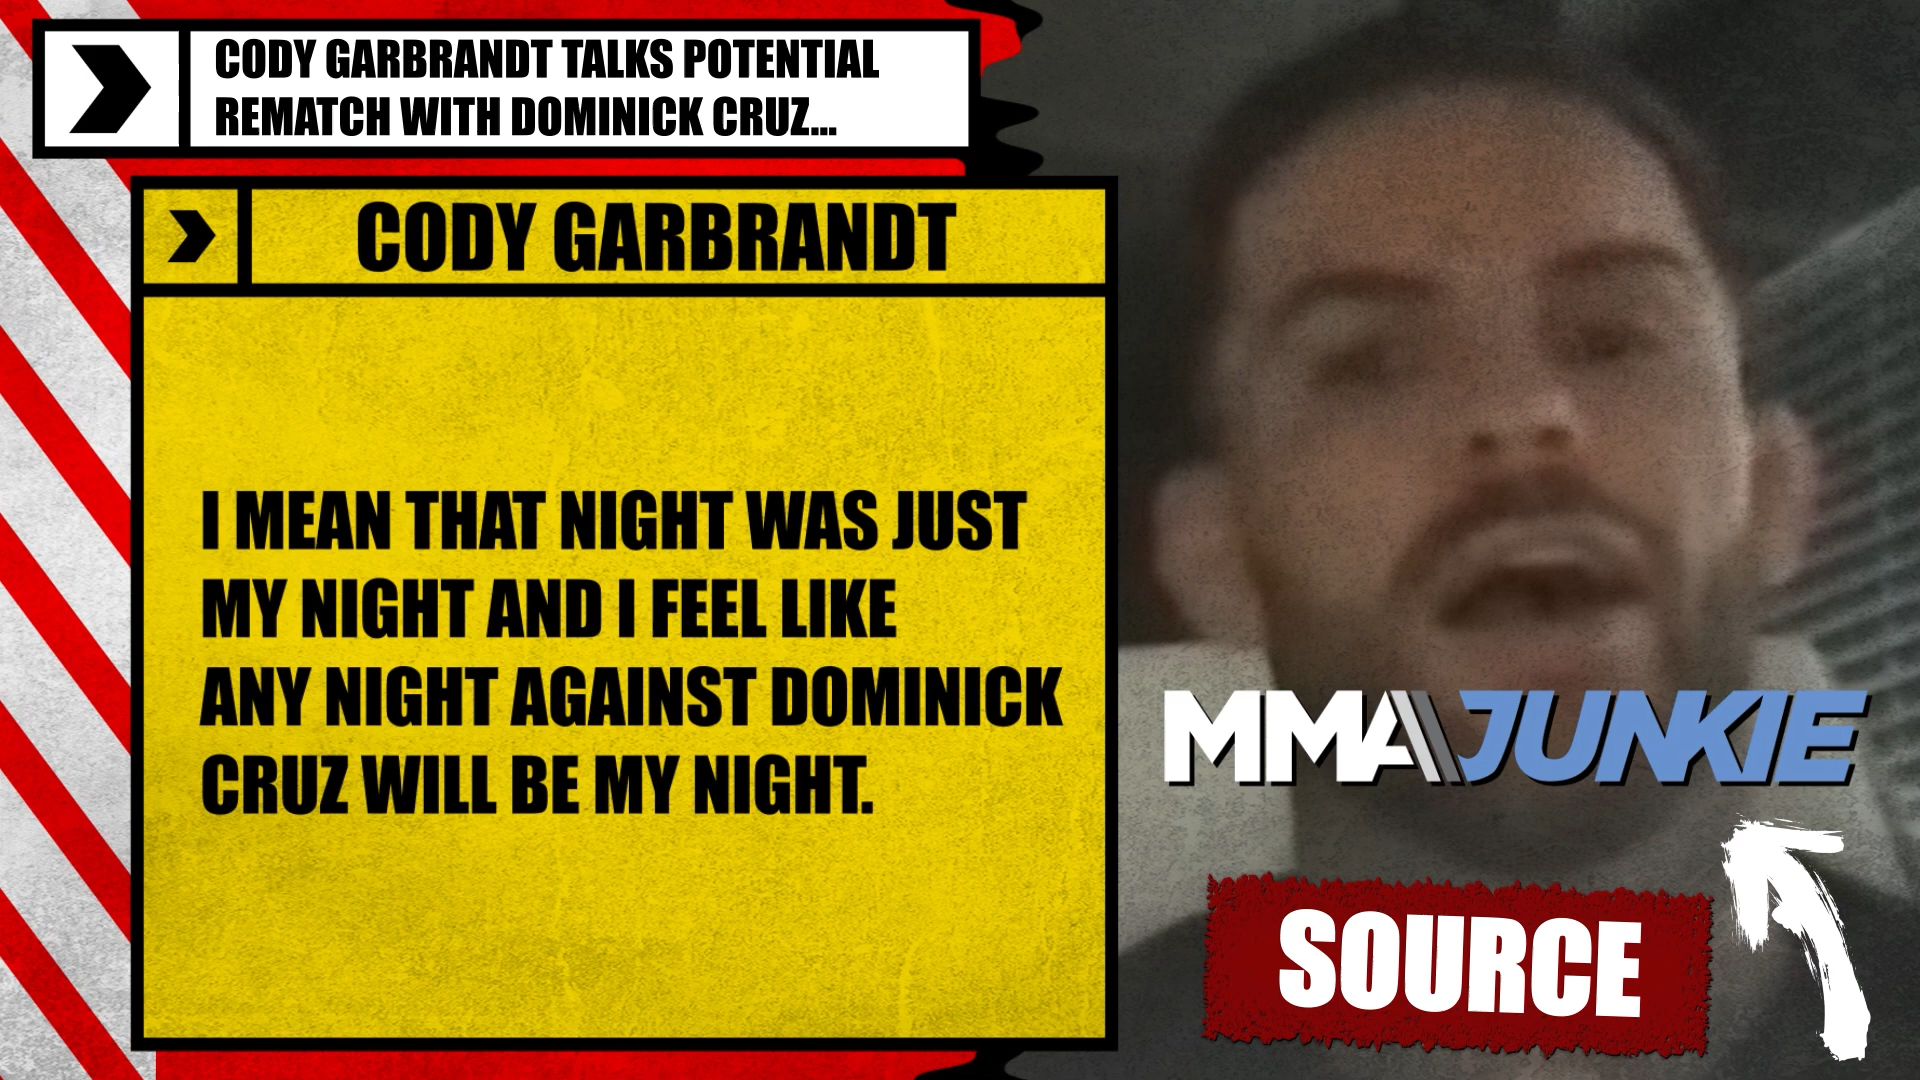 CODY GARBRANDT TALKS POTENTIAL
REMATCH WITH DOMINICK CRUZ...
CODY GARBRANDT
I MEAN THAT NIGHT WAS JUST
MY NIGHT AND I FEEL LIKE
ANY NIGHT AGAINST DOMINICK
CRUZ WILL BE MY NIGHT.
MMAJUNKIE
SOURCE